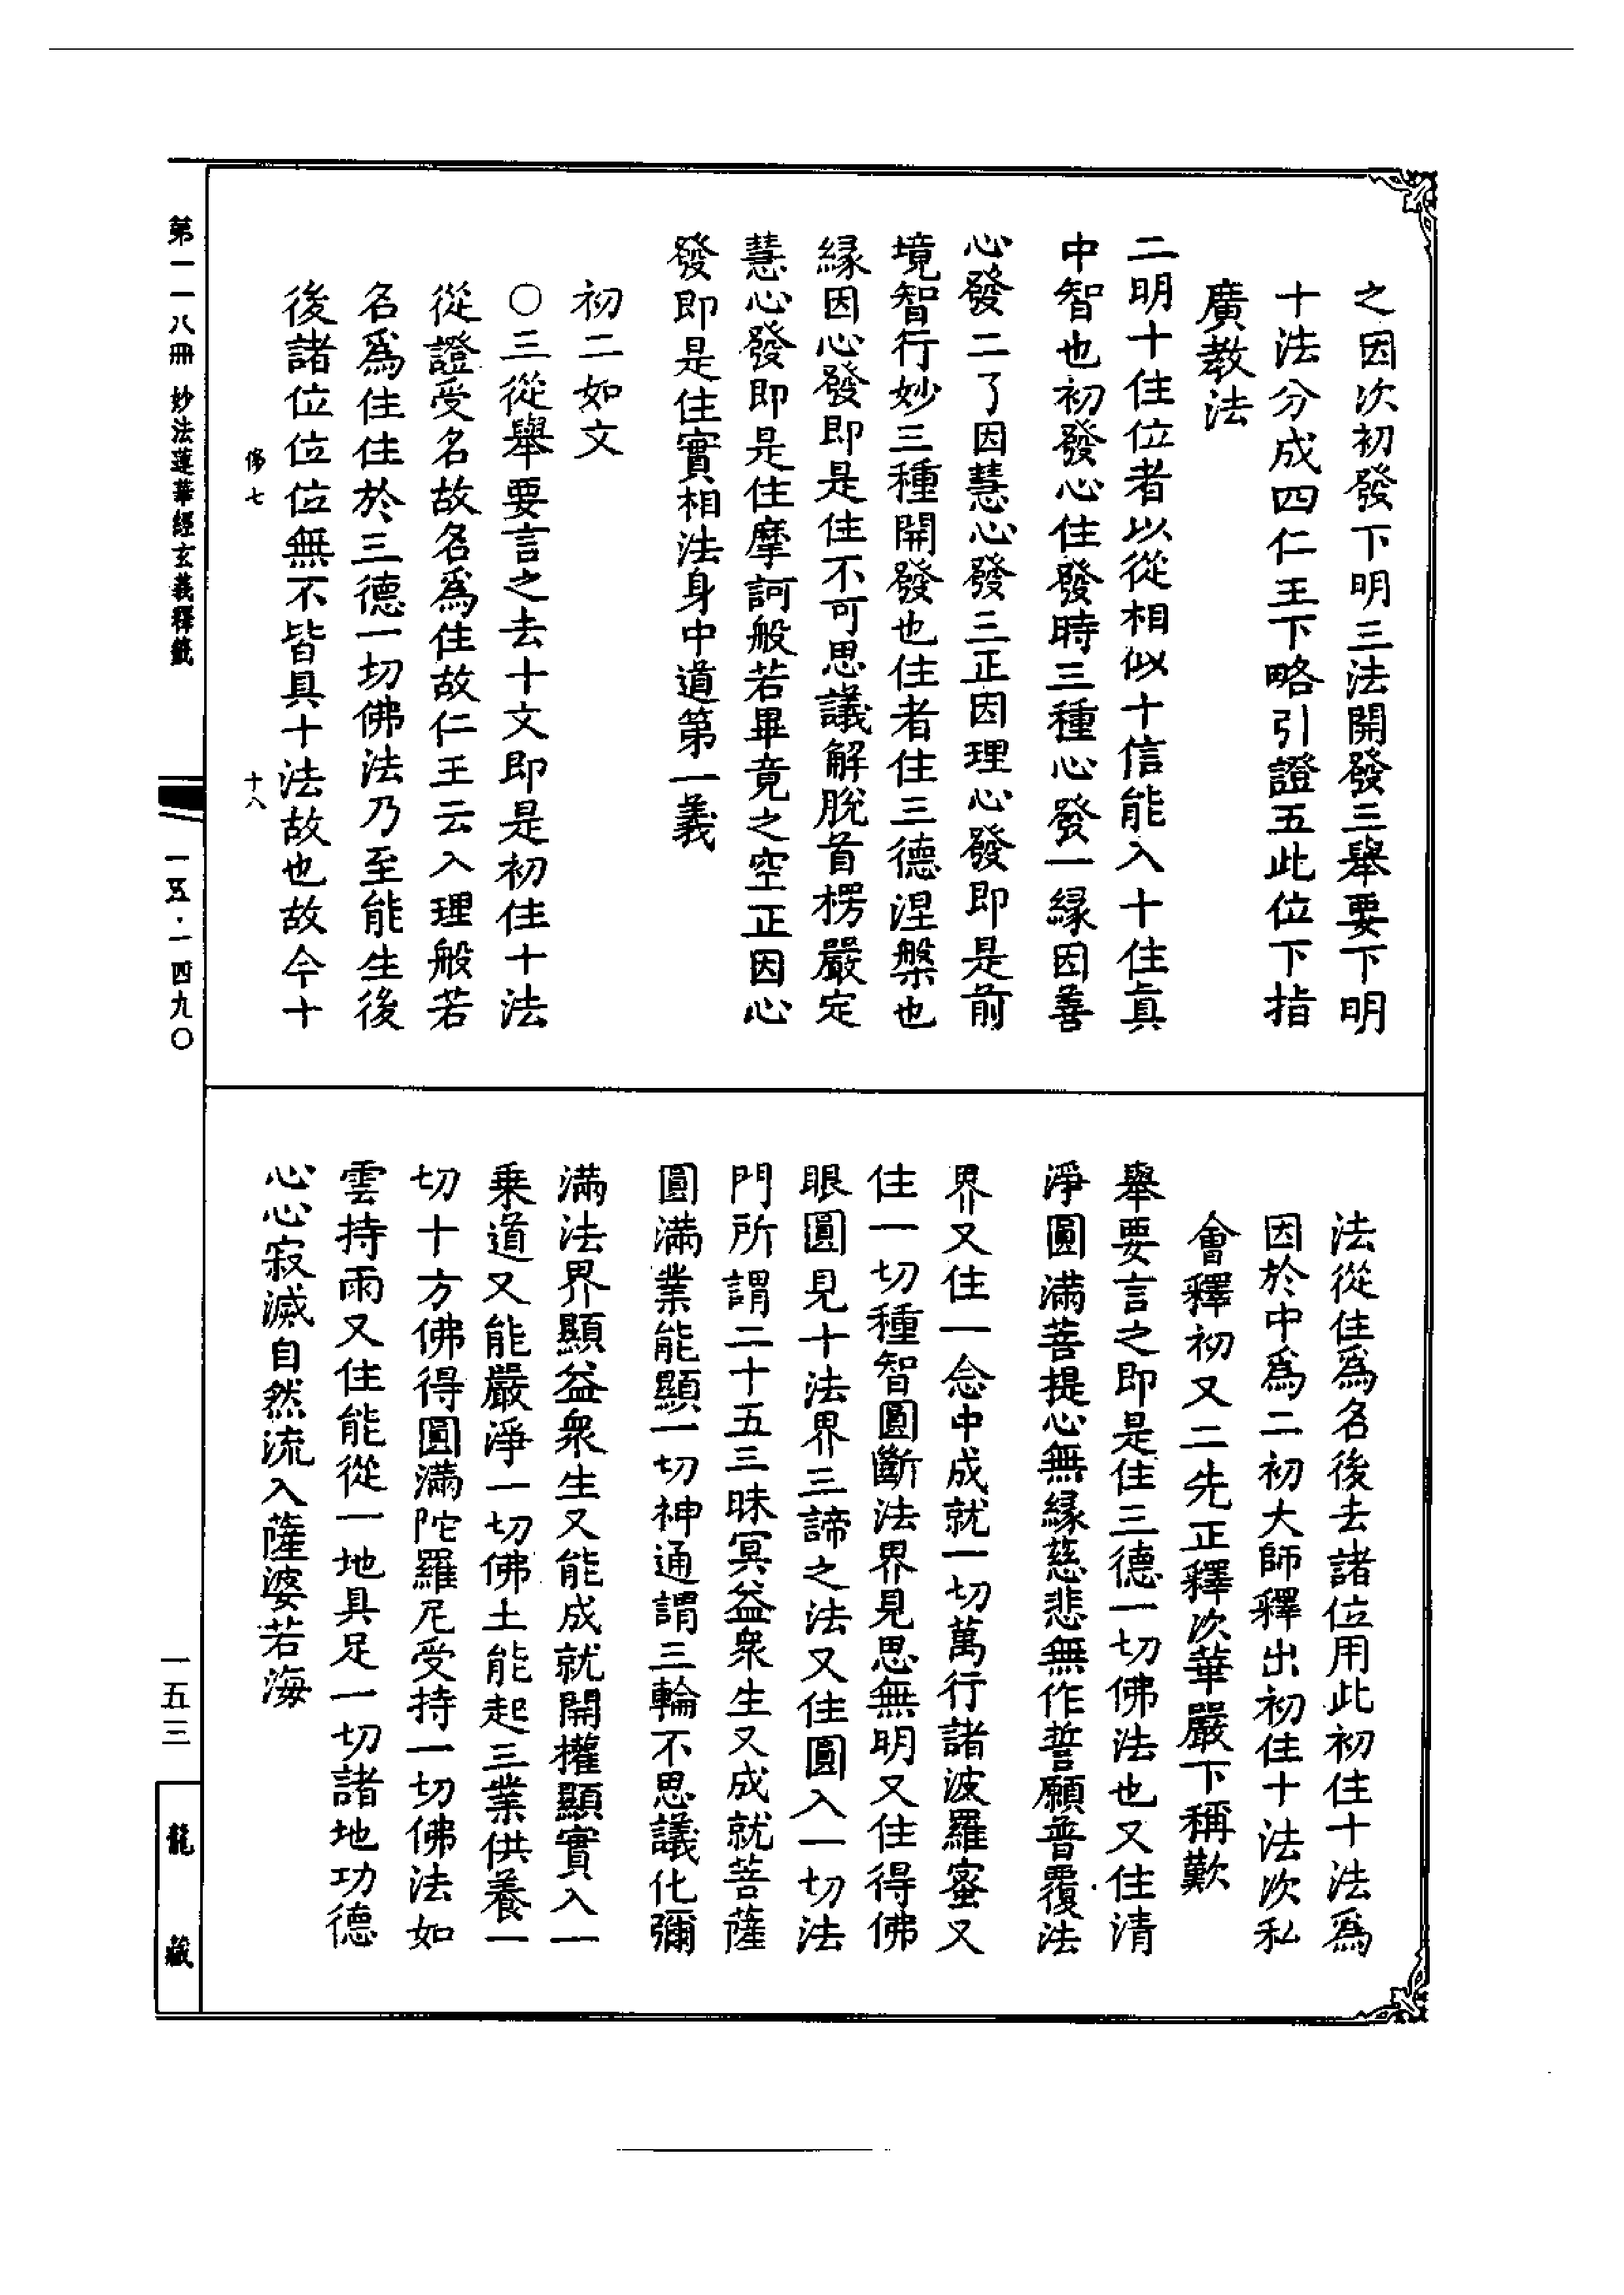 之因次初發下明三法開發三舉要下明
十法分成四仁王下略引證五此位下指
廣教法
二明十住位者以從相似十信能入十住真
中智也初發心住發時三種心發一縁因善
心發二了因慧心發三正因理心發即是前
境智行妙三種開發也住者住三德涅槃也
縁因心發即是住不可思議解脫首楞嚴定
慧心發即是住摩訶般若畢竟之空正因心
發即是住實相法身中道第一義
初二如文
○三從舉要言之去十文即是初住十法
從證受名故名爲住故仁王云入理般若
名爲住住於三德一切佛法乃至能生後
後諸位位位無不皆具十法故也故今十
侈七
十八
第一一八冊
妙法蓮華經玄義釋籤
一五·一四九〇
法從住爲名後去諸位用此初住十法爲
因於中爲二初大師釋出初住十法次私
會釋初又二先正釋次華嚴下稱歎
舉要言之即是住三德一切佛法也又住清
淨圓滿菩提心無縁慈悲無作誓願普覆法
界又住一念中成就一切萬行諸波羅蜜又
住一切種智圓斷法界見思無明又住得佛
眼圓見十法界三諦之法又住圓入一切法
門所謂二十五三昧冥益衆生又成就菩薩
圓滿業能顯一切神通謂三輪不思議化彌
滿法界顯益衆生又能成就開權顯實入一
乗道又能嚴淨一切佛土能起三業供養一
切十方佛得圓滿陀羅尼受持一切佛法如
雲持雨又住能從一地具足一切諸地功德
心心寂滅自然流入薩婆若海
一五三
龍藏